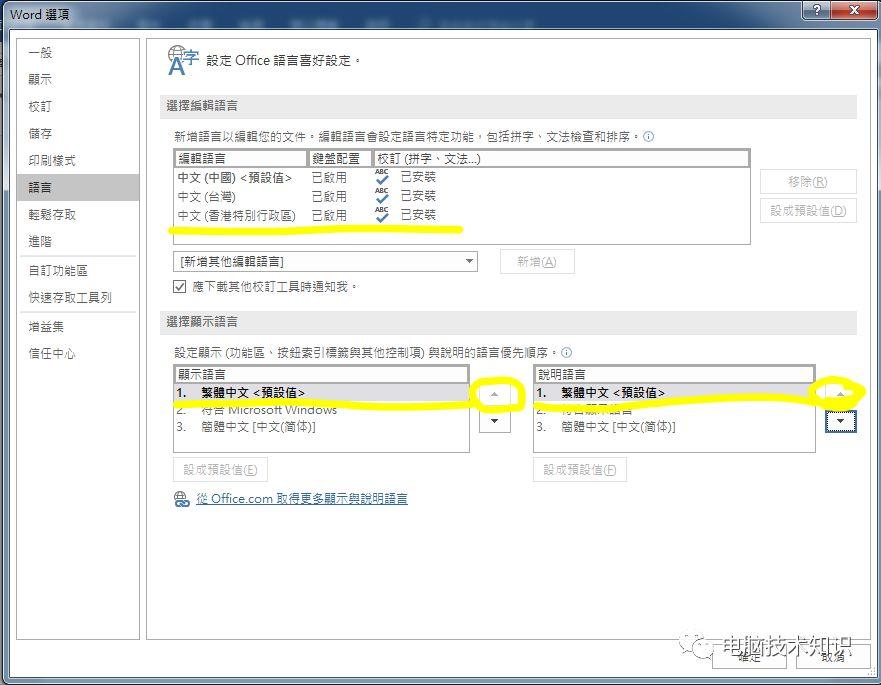 Word 選項
一般
顯示
校訂
儲存
印刷樣式
語言
輕鬆存取
進階
自訂功能區
快速存取工具列
增益集
信任中心
設定 Office 語言喜好設定。
選擇編輯語言
新增語言以編輯您的文件。編輯語言會設定語言特定功能，包括拼字、文法檢查和排序。
編輯語言 鍵盤配置 校訂 (拼字、文法...)
中文 (中國) <預設值> 已啟用 ABC 已安裝
中文 (台灣) 已啟用 ABC 已安裝
中文 (香港特別行政區) 已啟用 ABC 已安裝
移除(R)
設成預設值(D)
[新增其他編輯語言] 新增(A)
應下載其他校訂工具時通知我。
選擇顯示語言
設定顯示 (功能區、按鈕索引標籤與其他控制項) 與說明的語言優先順序。
顯示語言
1. 繁體中文 <預設值>
2. 符合 Microsoft Windows
3. 簡體中文 [中文(简体)]
設成預設值(E)
說明語言
1. 繁體中文 <預設值>
2. 符合顯示語言
3. 簡體中文 [中文(简体)]
設成預設值(F)
從 Office.com 取得更多顯示與說明語言
电脑技术知识
確定 取消